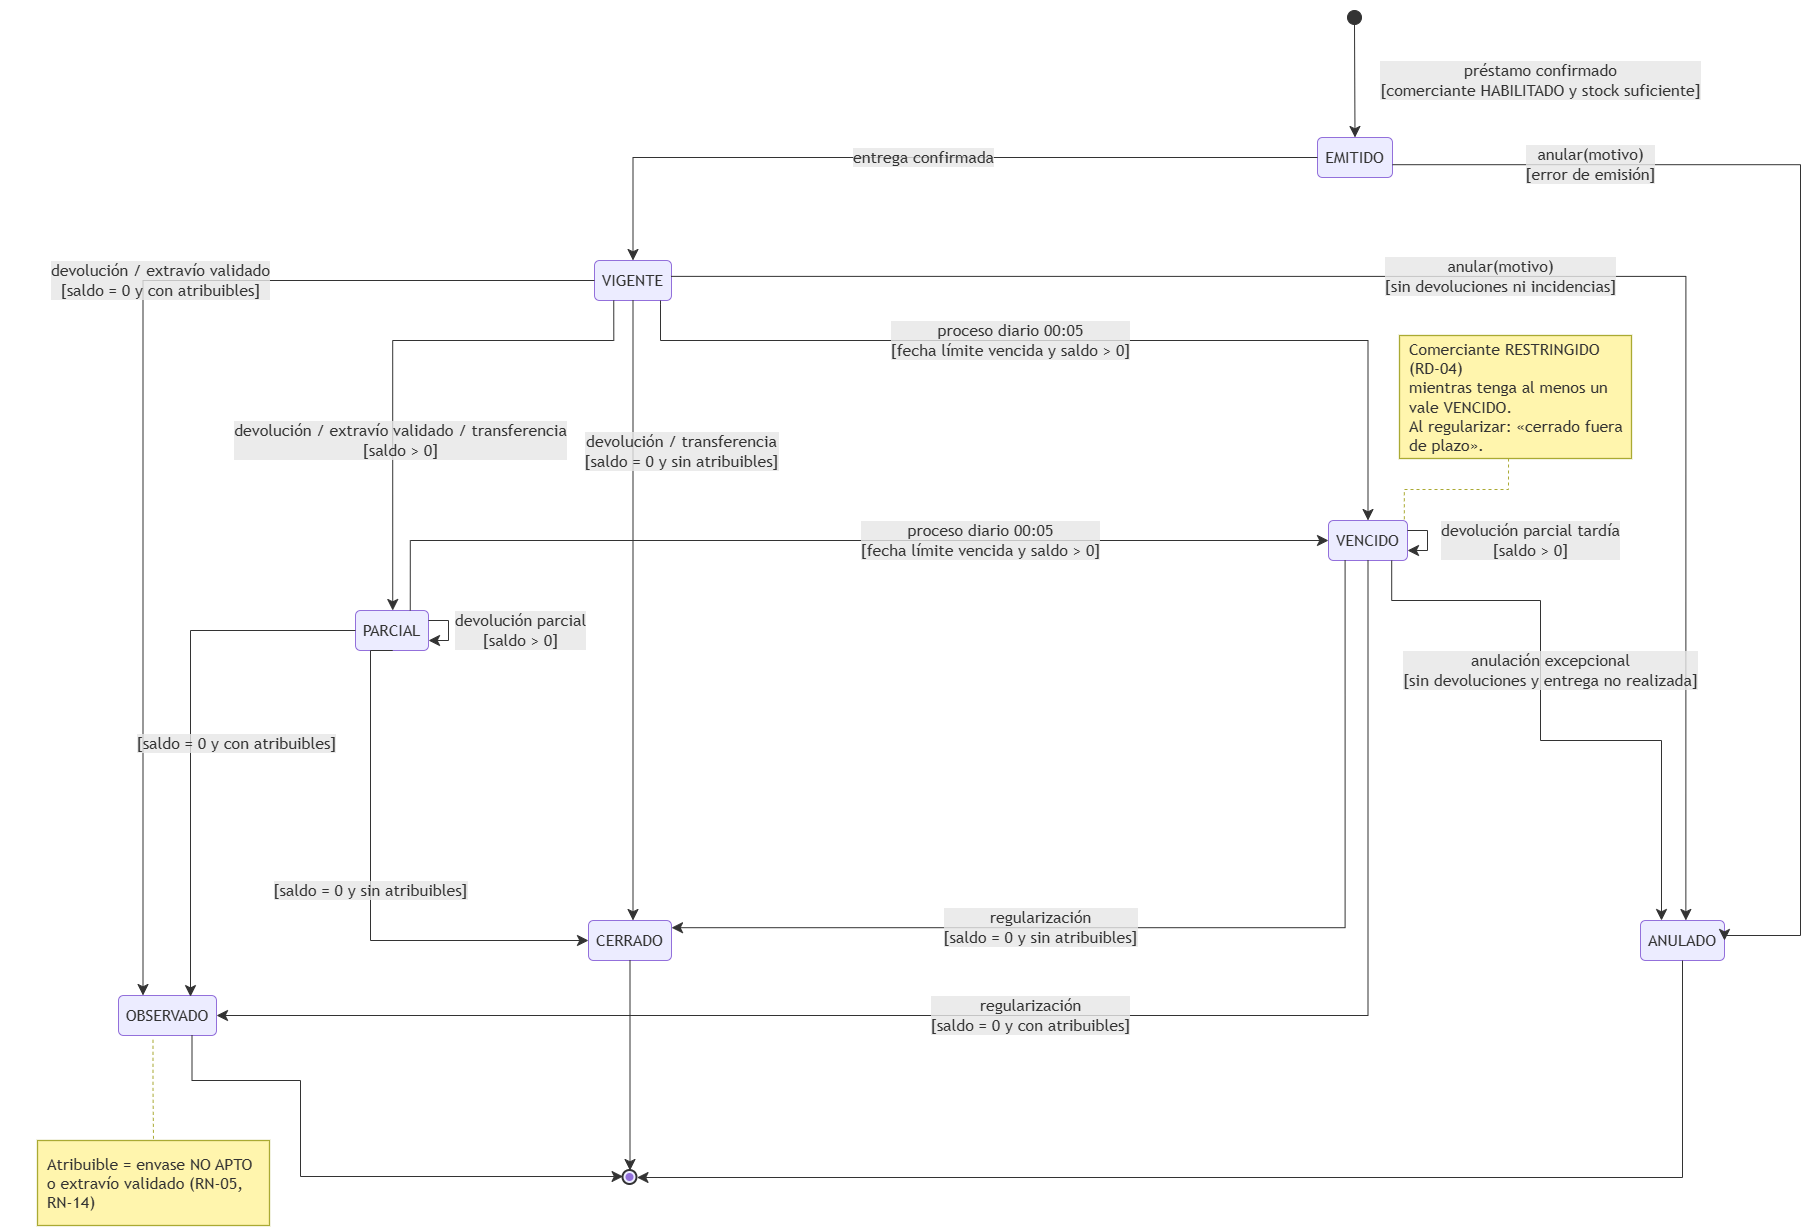 préstamo confirmado
[comerciante HABILITADO y stock suficiente]
EMITIDO
entrega confirmada
anular(motivo)
[error de emisión]
devolución / extravío validado
[saldo = 0 y con atribuibles]
VIGENTE
anular(motivo)
[sin devoluciones ni incidencias]
proceso diario 00:05
[fecha límite vencida y saldo > 0]
Comerciante RESTRINGIDO
(RD-04)
mientras tenga al menos un
vale VENCIDO.
Al regularizar: «cerrado fuera
de plazo».
devolución / extravío validado / transferencia
[saldo > 0]
devolución / transferencia
[saldo = 0 y sin atribuibles]
proceso diario 00:05
[fecha límite vencida y saldo > 0]
VENCIDO
devolución parcial tardía
[saldo > 0]
PARCIAL
devolución parcial
[saldo > 0]
anulación excepcional
[sin devoluciones y entrega no realizada]
[saldo = 0 y con atribuibles]
[saldo = 0 y sin atribuibles]
CERRADO
regularización
[saldo = 0 y sin atribuibles]
ANULADO
OBSERVADO
regularización
[saldo = 0 y con atribuibles]
Atribuible = envase NO APTO
o extravío validado (RN-05,
RN-14)